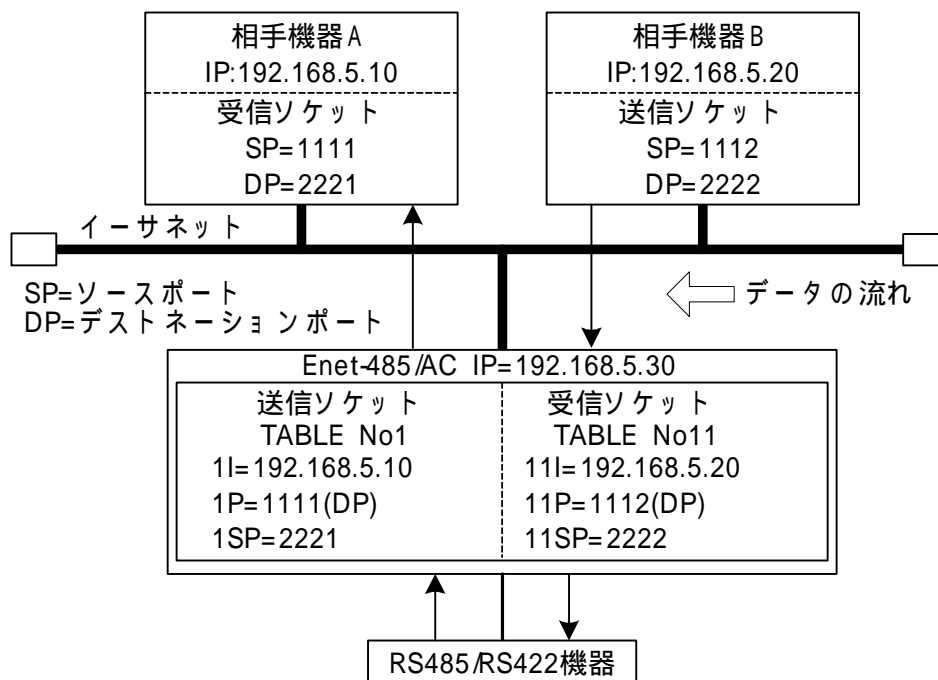 相手機器A
IP:192.168.5.10
受信ソケット
SP=1111
DP=2221
相手機器B
IP:192.168.5.20
送信ソケット
SP=1112
DP=2222
イーサネット
SP=ソースポート
DP=デストネーションポート
データの流れ
Enet-485/AC IP=192.168.5.30
送信ソケット
TABLE No1
1I=192.168.5.10
1P=1111(DP)
1SP=2221
受信ソケット
TABLE No11
11I=192.168.5.20
11P=1112(DP)
11SP=2222
RS485/RS422機器